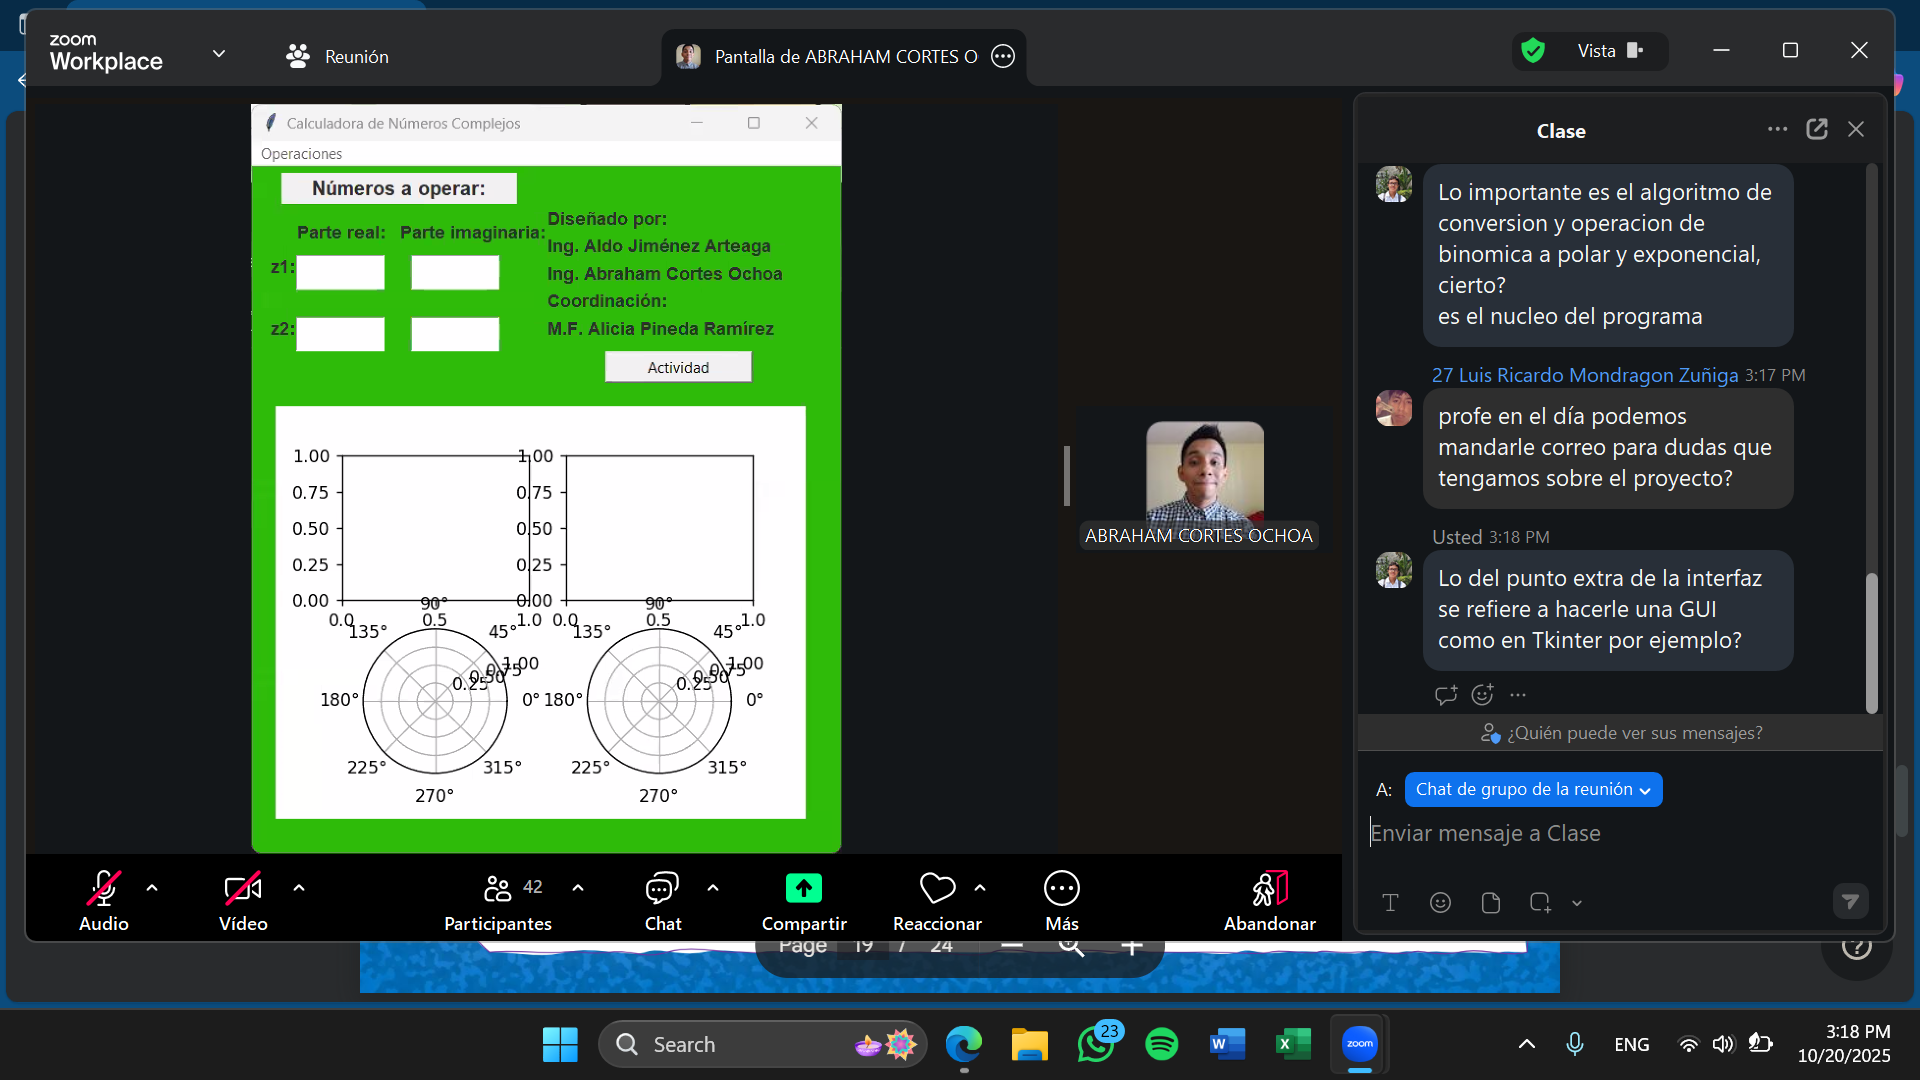 zoom
Workplace
Reunión
Pantalla de ABRAHAM CORTES O
Vista
Calculadora de Números Complejos
Operaciones
Números a operar:
Parte real: Parte imaginaria:
z1:
z2:
Diseñado por:
Ing. Aldo Jiménez Arteaga
Ing. Abraham Cortes Ochoa
Coordinación:
M.F. Alicia Pineda Ramírez
Actividad
1.00
0.75
0.50
0.25
0.00
0.0 0.5 1.0
1.00
0.75
0.50
0.25
0.00
0.0 0.5 1.0
90°
135° 45°
1.00
0.75
0.50
0.25
180° 0°
225° 315°
270°
90°
135° 45°
1.00
0.75
0.50
0.25
180° 0°
225° 315°
270°
ABRAHAM CORTES OCHOA
Clase
Lo importante es el algoritmo de
conversion y operacion de
binomica a polar y exponencial,
cierto?
es el nucleo del programa
27 Luis Ricardo Mondragon Zuñiga 3:17 PM
profe en el día podemos
mandarle correo para dudas que
tengamos sobre el proyecto?
Usted 3:18 PM
Lo del punto extra de la interfaz
se refiere a hacerle una GUI
como en Tkinter por ejemplo?
¿Quién puede ver sus mensajes?
A: Chat de grupo de la reunión
Enviar mensaje a Clase
Audio
Vídeo
42
Participantes
Chat
Compartir
Reaccionar
Más
Abandonar
Page 19 / 24
Search
23
W
X
zoom
ENG
3:18 PM
10/20/2025